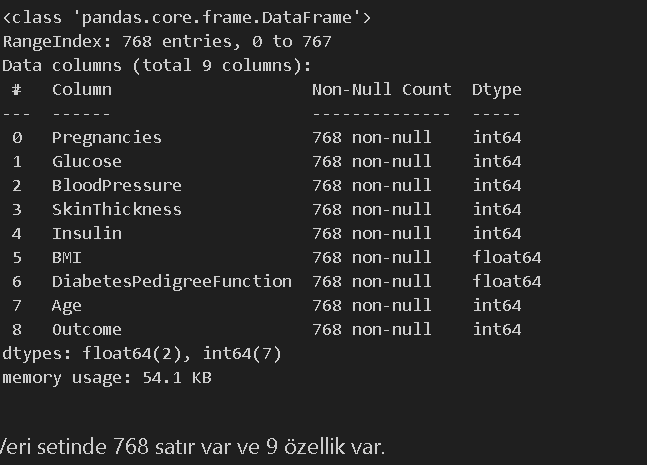 <class 'pandas.core.frame.DataFrame'>
RangeIndex: 768 entries, 0 to 767
Data columns (total 9 columns):
 #   Column                    Non-Null Count  Dtype
---  ------                    --------------  -----
 0   Pregnancies               768 non-null    int64
 1   Glucose                   768 non-null    int64
 2   BloodPressure             768 non-null    int64
 3   SkinThickness             768 non-null    int64
 4   Insulin                   768 non-null    int64
 5   BMI                       768 non-null    float64
 6   DiabetesPedigreeFunction  768 non-null    float64
 7   Age                       768 non-null    int64
 8   Outcome                   768 non-null    int64
dtypes: float64(2), int64(7)
memory usage: 54.1 KB
Veri setinde 768 satır var ve 9 özellik var.